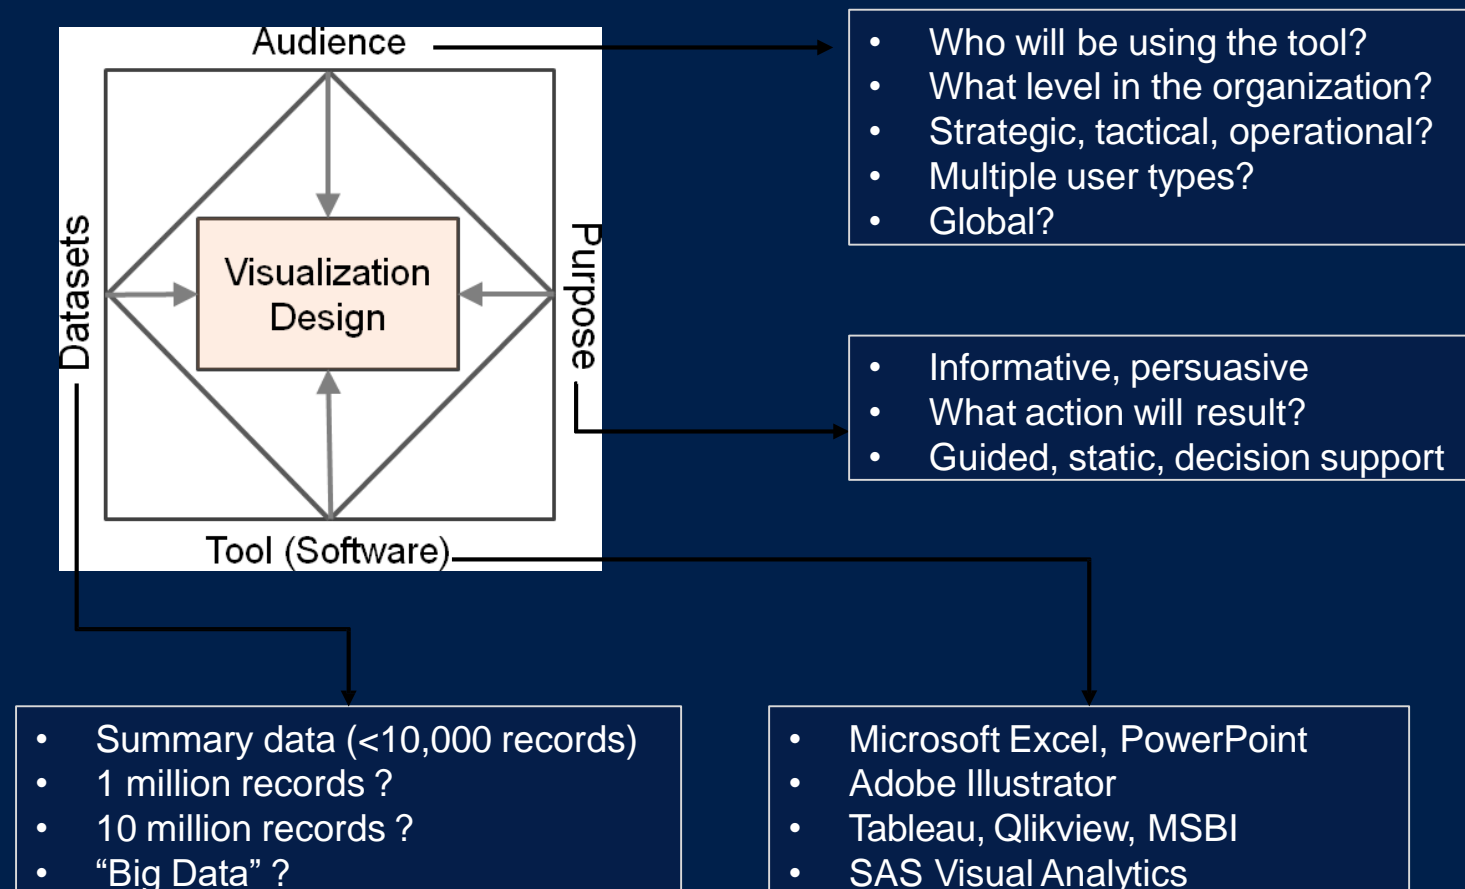 Audience
Datasets
Visualization
Design
Purpose
Tool (Software)
• Who will be using the tool?
• What level in the organization?
• Strategic, tactical, operational?
• Multiple user types?
• Global?
• Informative, persuasive
• What action will result?
• Guided, static, decision support
• Summary data (<10,000 records)
• 1 million records ?
• 10 million records ?
• “Big Data” ?
• Microsoft Excel, PowerPoint
• Adobe Illustrator
• Tableau, Qlikview, MSBI
• SAS Visual Analytics